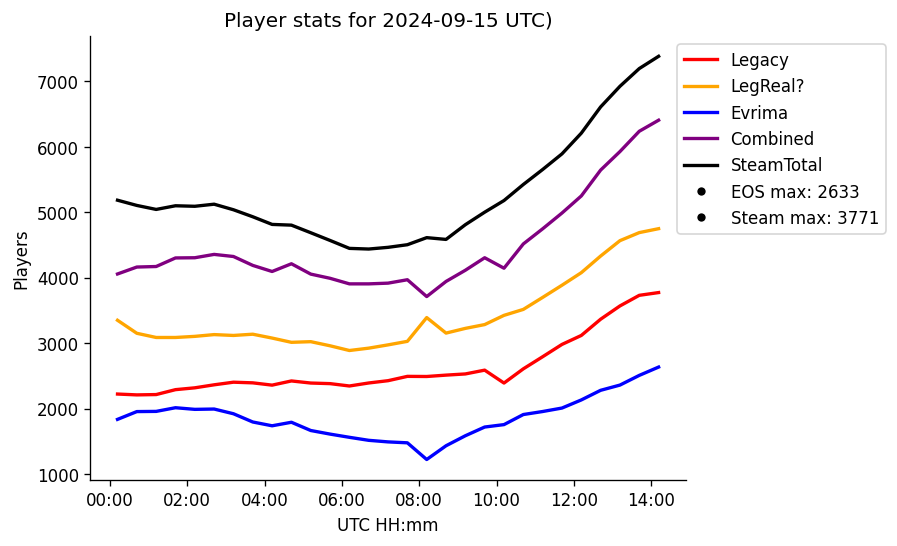 Player stats for 2024-09-15 UTC)
Players
7000
6000
5000
4000
3000
2000
1000
00:00 02:00 04:00 06:00 08:00 10:00 12:00 14:00
UTC HH:mm
Legacy
LegReal?
Evrima
Combined
SteamTotal
EOS max: 2633
Steam max: 3771